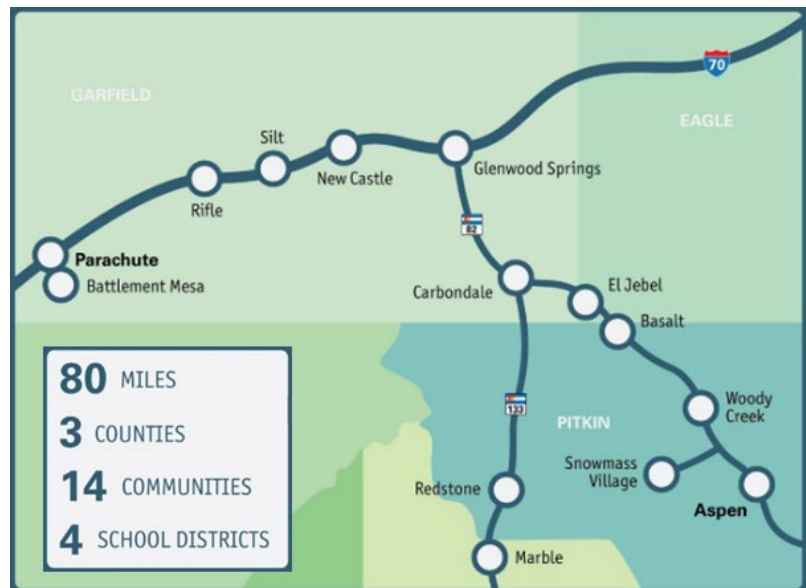 70
GARFIELD
EAGLE
Silt
New Castle
Glenwood Springs
Rifle
82
Parachute
Battlement Mesa
Carbondale
El Jebel
Basalt
80 MILES
3 COUNTIES
14 COMMUNITIES
4 SCHOOL DISTRICTS
133
PITKIN
Woody
Creek
Snowmass
Village
Redstone
Aspen
Marble